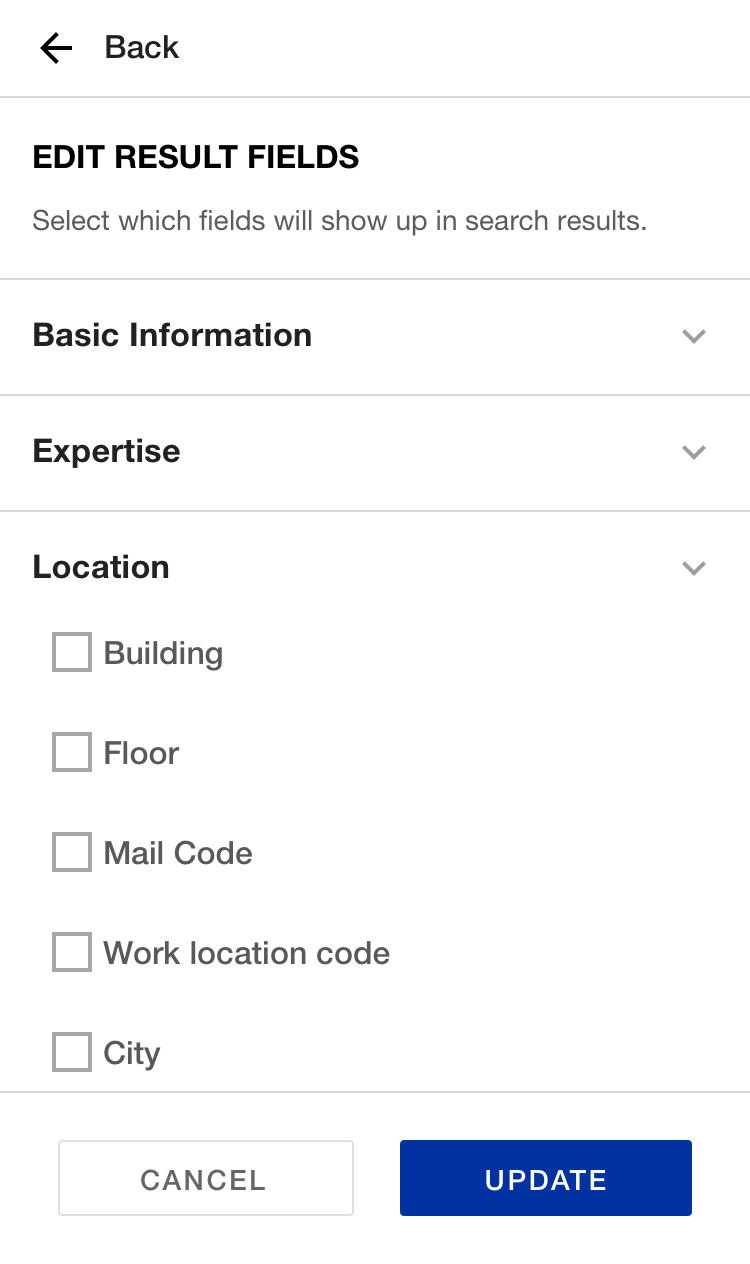 Back
EDIT RESULT FIELDS
Select which fields will show up in search results.
Basic Information
Expertise
Location
Building
Floor
Mail Code
Work location code
City
CANCEL
UPDATE